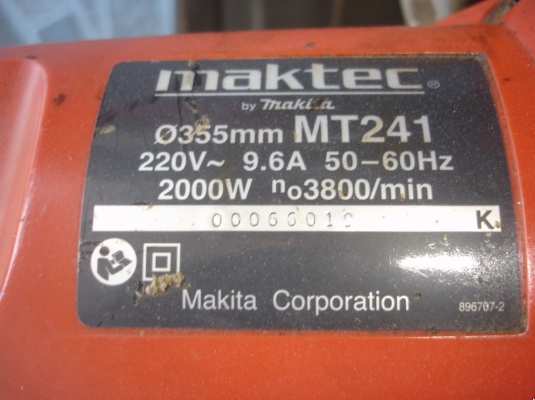 maktec®
by Makita
Ø355mm MT241
220V~ 9.6A 50-60Hz
2000W no3800/min
K
Makita Corporation
896707-2